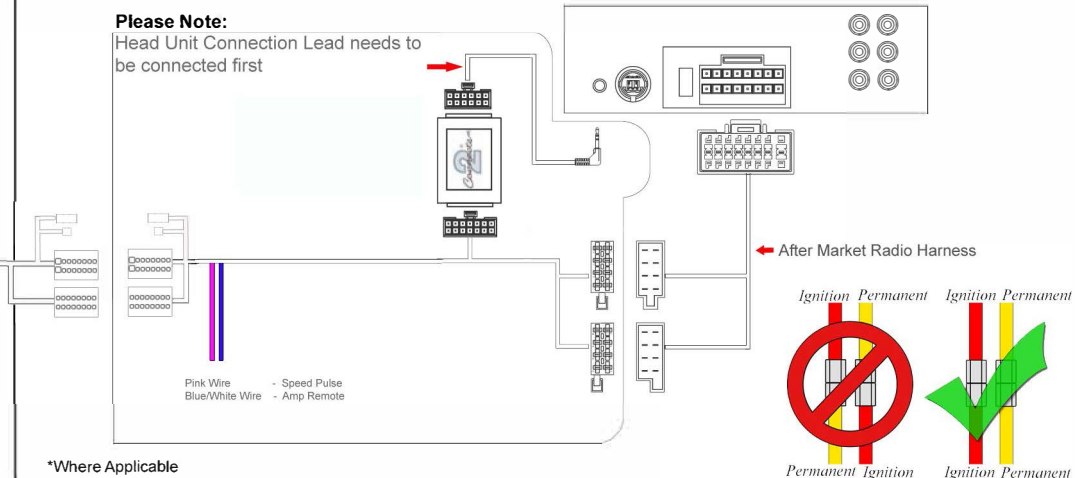 Please Note:
Head Unit Connection Lead needs to
be connected first
2
After Market Radio Harness
Ignition Permanent
Ignition Permanent
Pink Wire - Speed Pulse
Blue/White Wire - Amp Remote
Permanent Ignition
Ignition Permanent
*Where Applicable